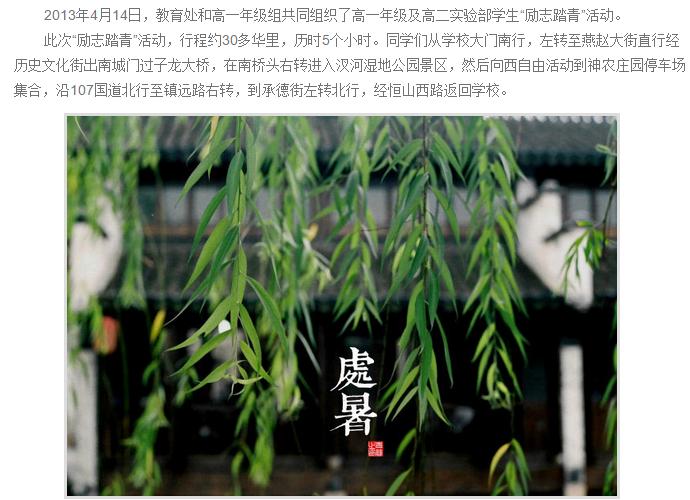 2013年4月14日，教育处和高一年级组共同组织了高一年级及高二实验部学生“励志踏青”活动。
此次“励志踏青”活动，行程约30多华里，历时5个小时。同学们从学校大门南行，左转至燕赵大街直行经
历史文化街出南城门过子龙大桥，在南桥头右转进入汊河湿地公园景区，然后向西自由活动到神农庄园停车场
集合，沿107国道北行至镇远路右转，到承德街左转北行，经恒山西路返回学校。
處
暑